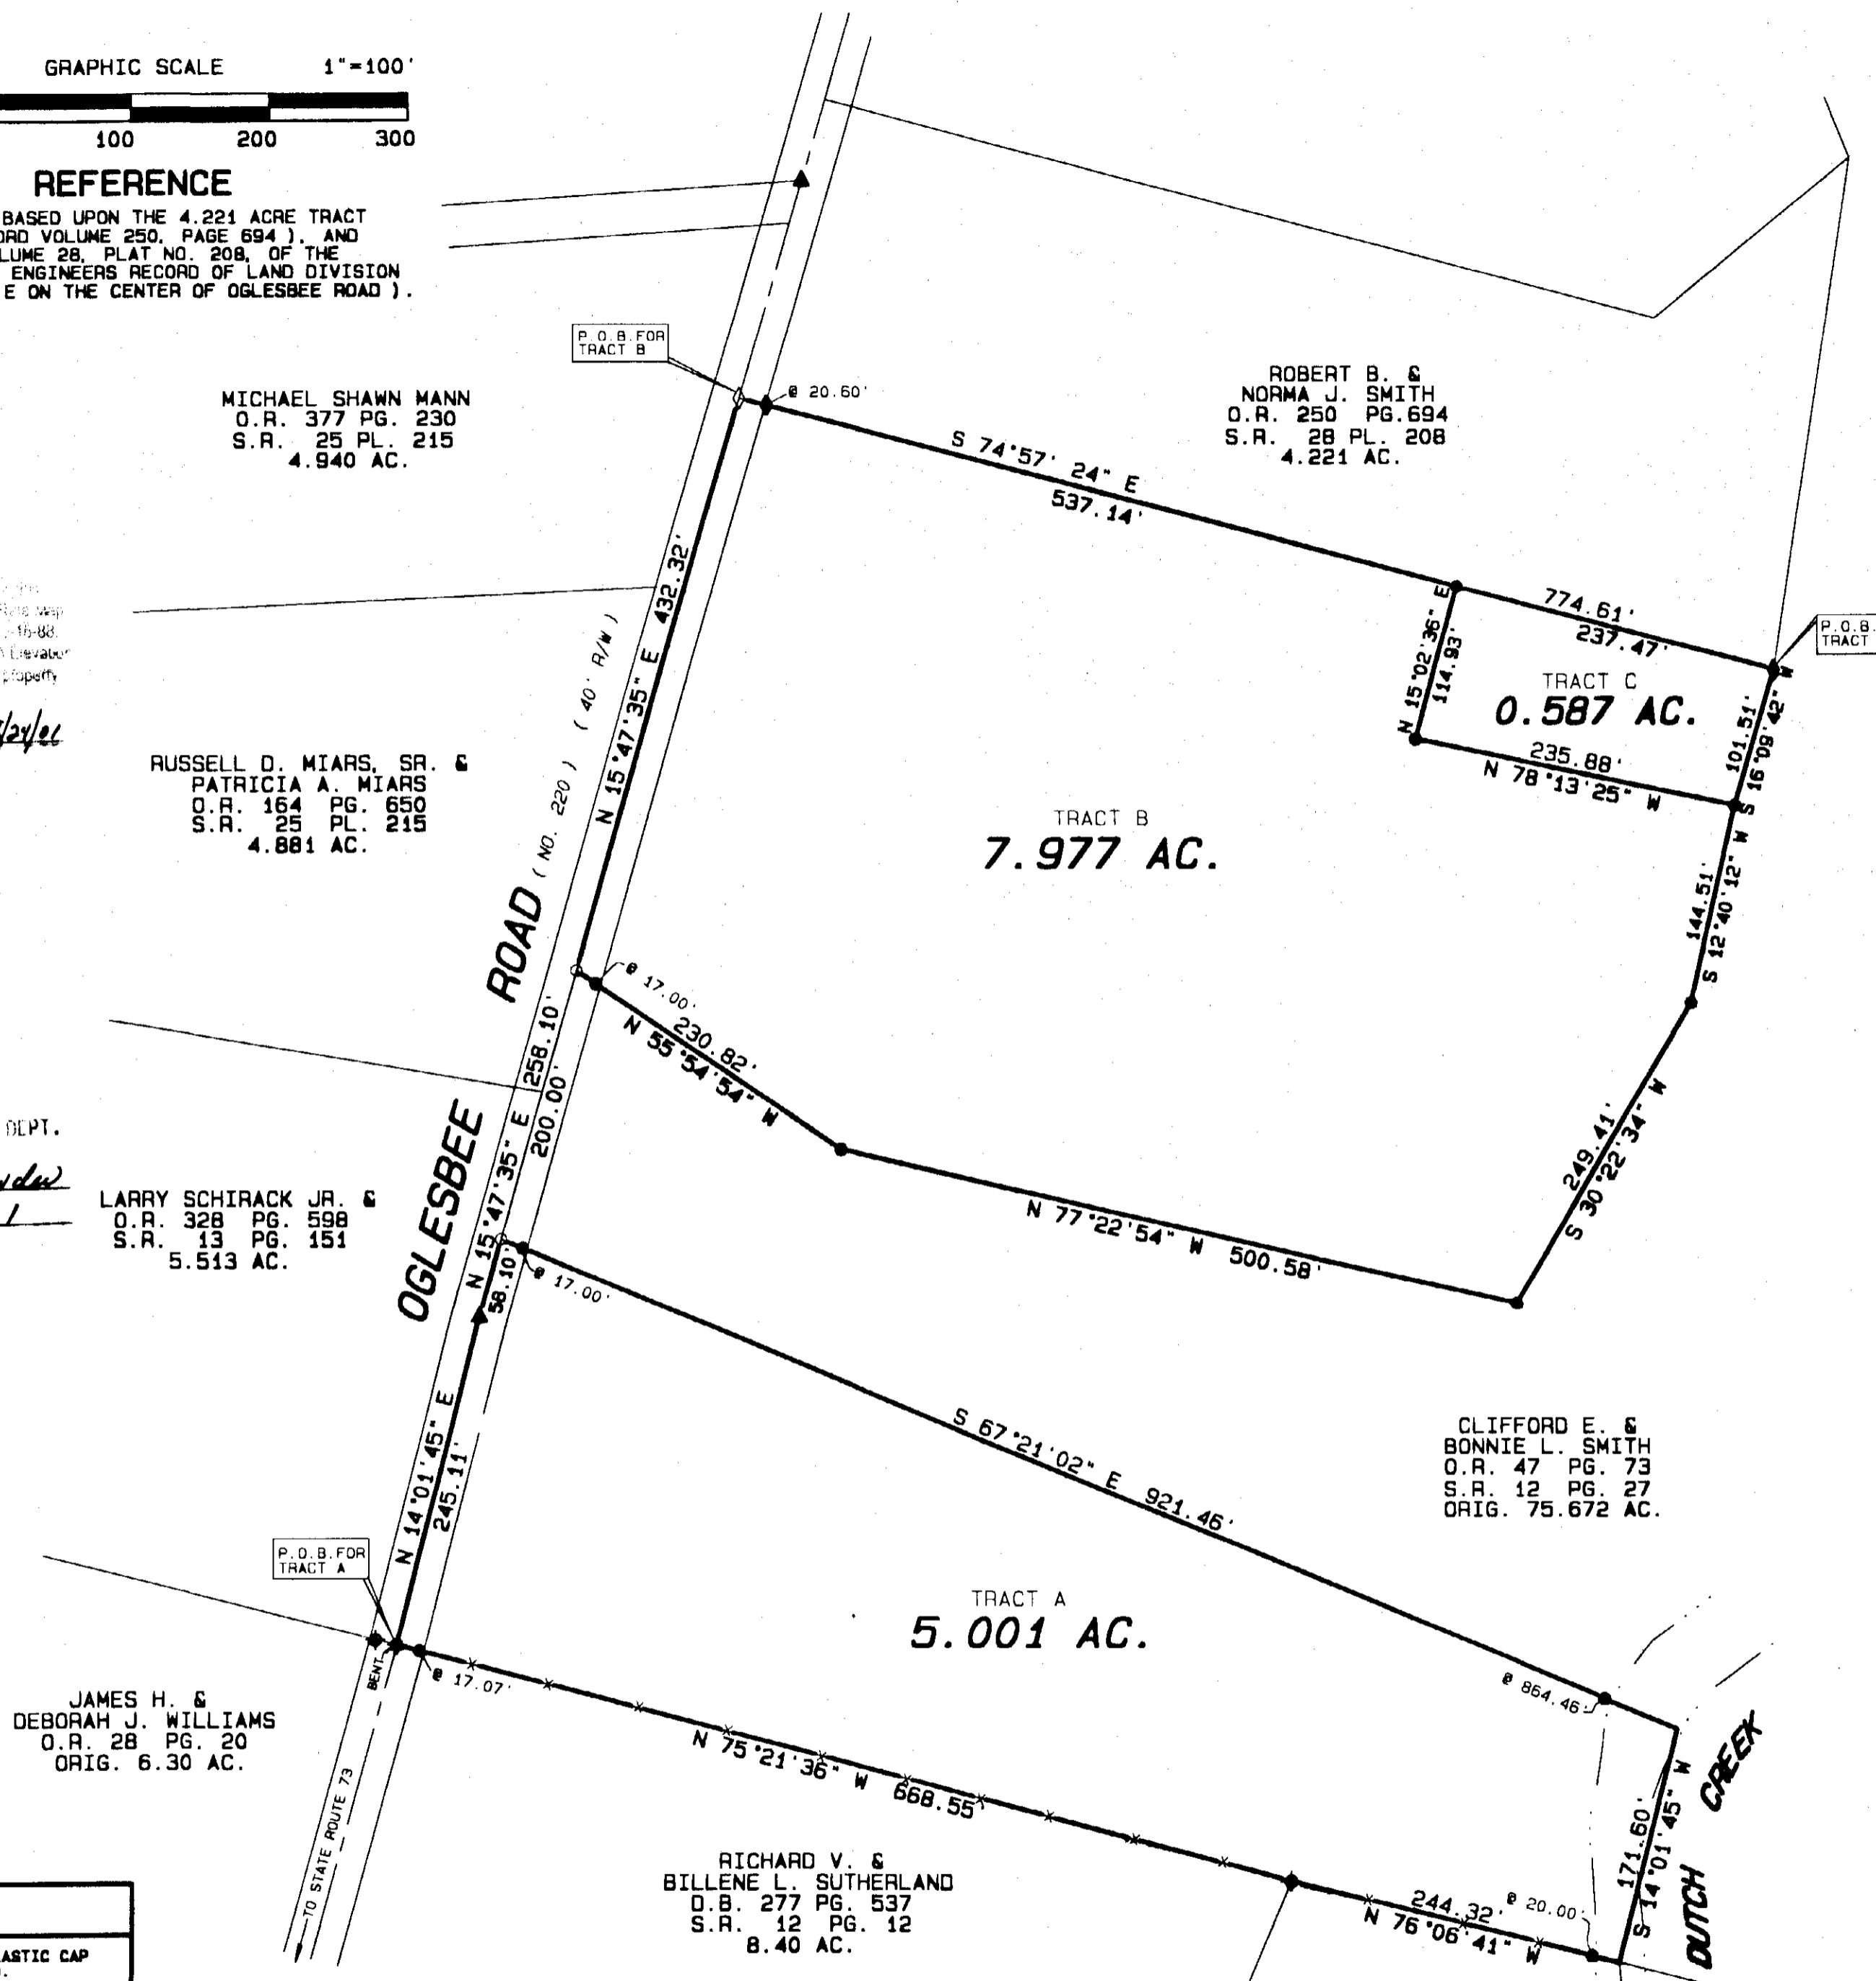 GRAPHIC SCALE 1"=100'
100 200 300
REFERENCE
BASED UPON THE 4.221 ACRE TRACT
ORD VOLUME 250, PAGE 694 ), AND
LUME 28, PLAT NO. 208, OF THE
ENGINEERS RECORD OF LAND DIVISION
E ON THE CENTER OF OGLESBEE ROAD ).
P.O.B. FOR
TRACT B
@ 20.60'
MICHAEL SHAWN MANN
O.R. 377 PG. 230
S.R. 25 PL. 215
4.940 AC.
ROBERT B. &
NORMA J. SMITH
O.R. 250 PG.694
S.R. 28 PL. 208
4.221 AC.
S 74°57' 24" E
537.14'
774.61'
237.47'
P.O.B.
TRACT
N 15°02'36" E
114.93'
TRACT C
0.587 AC.
101.51'
S 16°09'42" W
235.88'
N 78°13'25" W
N 15°47'35" E 432.32'
ROAD ( NO. 220 ) ( 40' R/W )
-16-88.
Elevation
property
RUSSELL D. MIARS, SR. &
PATRICIA A. MIARS
O.R. 164 PG. 650
S.R. 25 PL. 215
4.881 AC.
TRACT B
7.977 AC.
144.51'
S 12°40'12" W
@ 17.00'
230.82'
N 55°54'54" W
249.41'
S 30°22'34" W
N 77°22'54" W 500.58'
OGLESBEE
N 15°47'35" E 258.10'
200.00'
58.10'
@ 17.00'
DEPT.
LARRY SCHIRACK JR. &
O.R. 328 PG. 598
S.R. 13 PG. 151
5.513 AC.
S 67°21'02" E 921.46'
N 14°01'45" E
245.11'
CLIFFORD E. &
BONNIE L. SMITH
O.R. 47 PG. 73
S.R. 12 PG. 27
ORIG. 75.672 AC.
P.O.B. FOR
TRACT A
TRACT A
5.001 AC.
BENT
@ 17.07'
@ 864.46'
JAMES H. &
DEBORAH J. WILLIAMS
O.R. 28 PG. 20
ORIG. 6.30 AC.
N 75°21'36" W 668.55'
TO STATE ROUTE 73
171.60'
S 14°01'45" W
DUTCH CREEK
RICHARD V. &
BILLENE L. SUTHERLAND
D.B. 277 PG. 537
S.R. 12 PG. 12
8.40 AC.
244.32'
@ 20.00'
N 76°06'41" W
ASTIC CAP